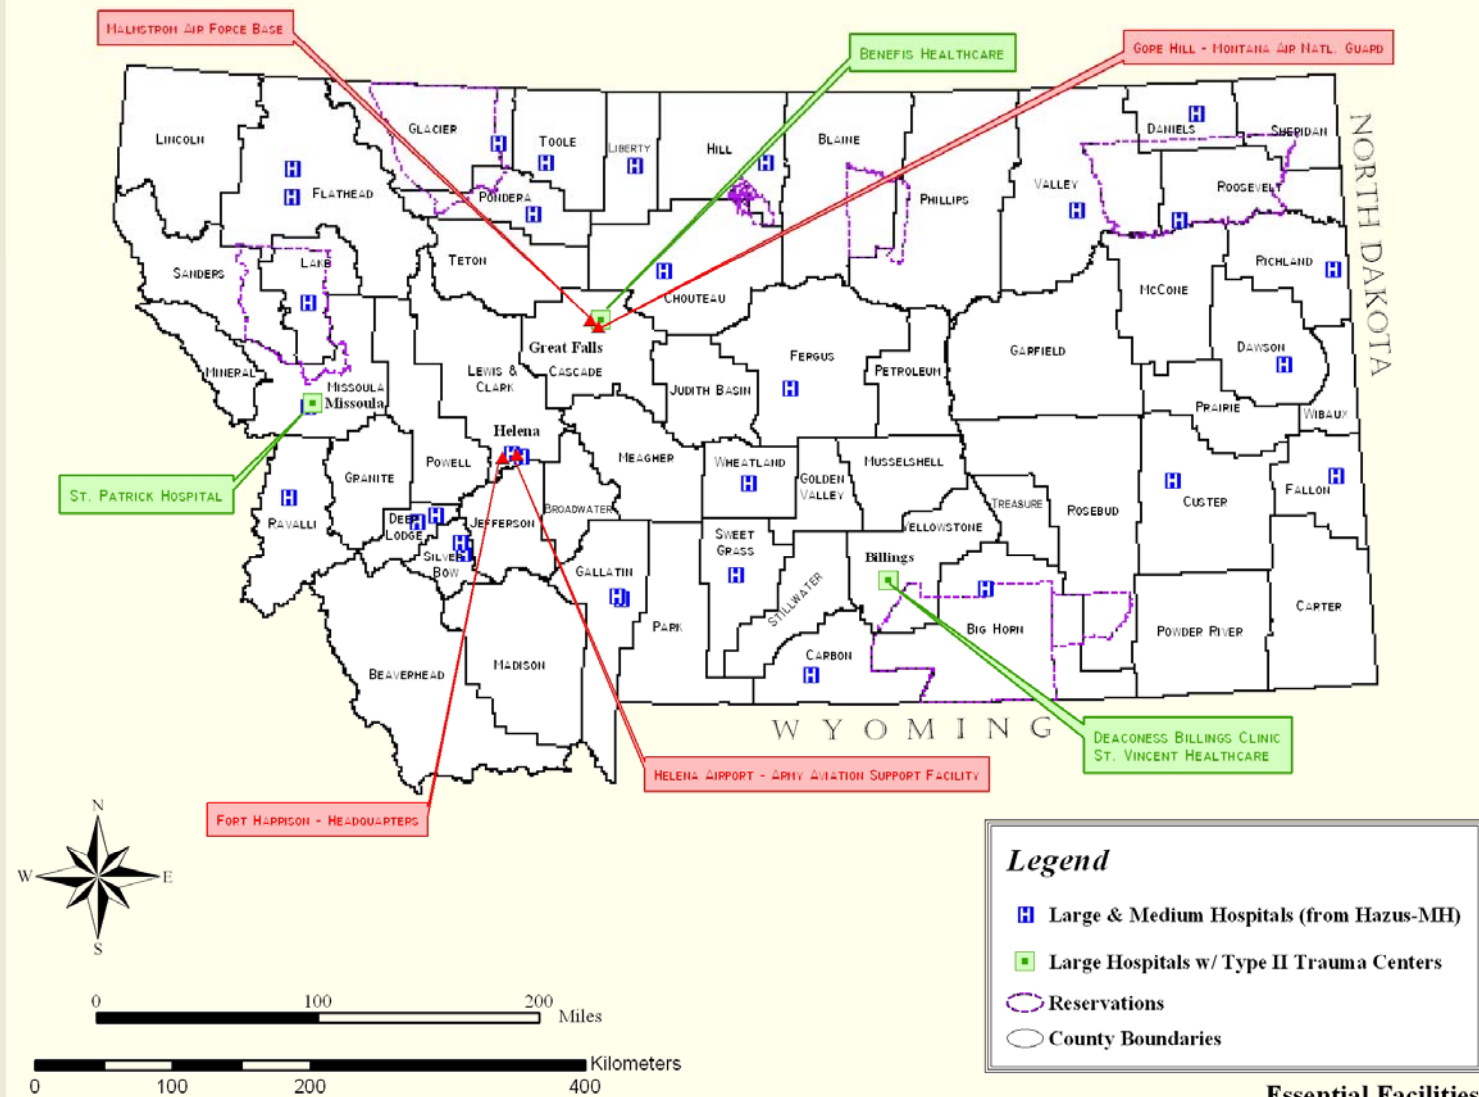 Malmstrom Air Force Base
Benefis Healthcare
Gore Hill - Montana Air Natl. Guard
Lincoln
Flathead
Glacier
Toole
Liberty
Hill
Blaine
Phillips
Valley
Daniels
Sheridan
Roosevelt
NORTH DAKOTA
Pondera
Teton
Chouteau
Sanders
Lake
Richland
McCone
Dawson
Garfield
Great Falls
Cascade
Lewis &
Clark
Judith Basin
Fergus
Petroleum
Prairie
Wibaux
Mineral
Missoula
Missoula
Helena
Powell
Granite
Meagher
Wheatland
Golden
Valley
Musselshell
Treasure
Rosebud
Custer
Fallon
St. Patrick Hospital
Ravalli
Deer
Lodge
Jefferson
Broadwater
Silver
Bow
Gallatin
Sweet
Grass
Yellowstone
Billings
Stillwater
Park
Carbon
Big Horn
Powder River
Carter
Beaverhead
Madison
WYOMING
Deaconess Billings Clinic
St. Vincent Healthcare
Helena Airport - Army Aviation Support Facility
Fort Harrison - Headquarters
N
W E
S
0 100 200
Miles
Kilometers
0 100 200 400
Legend
H Large & Medium Hospitals (from Hazus-MH)
Large Hospitals w/ Type II Trauma Centers
Reservations
County Boundaries
Essential Facilities